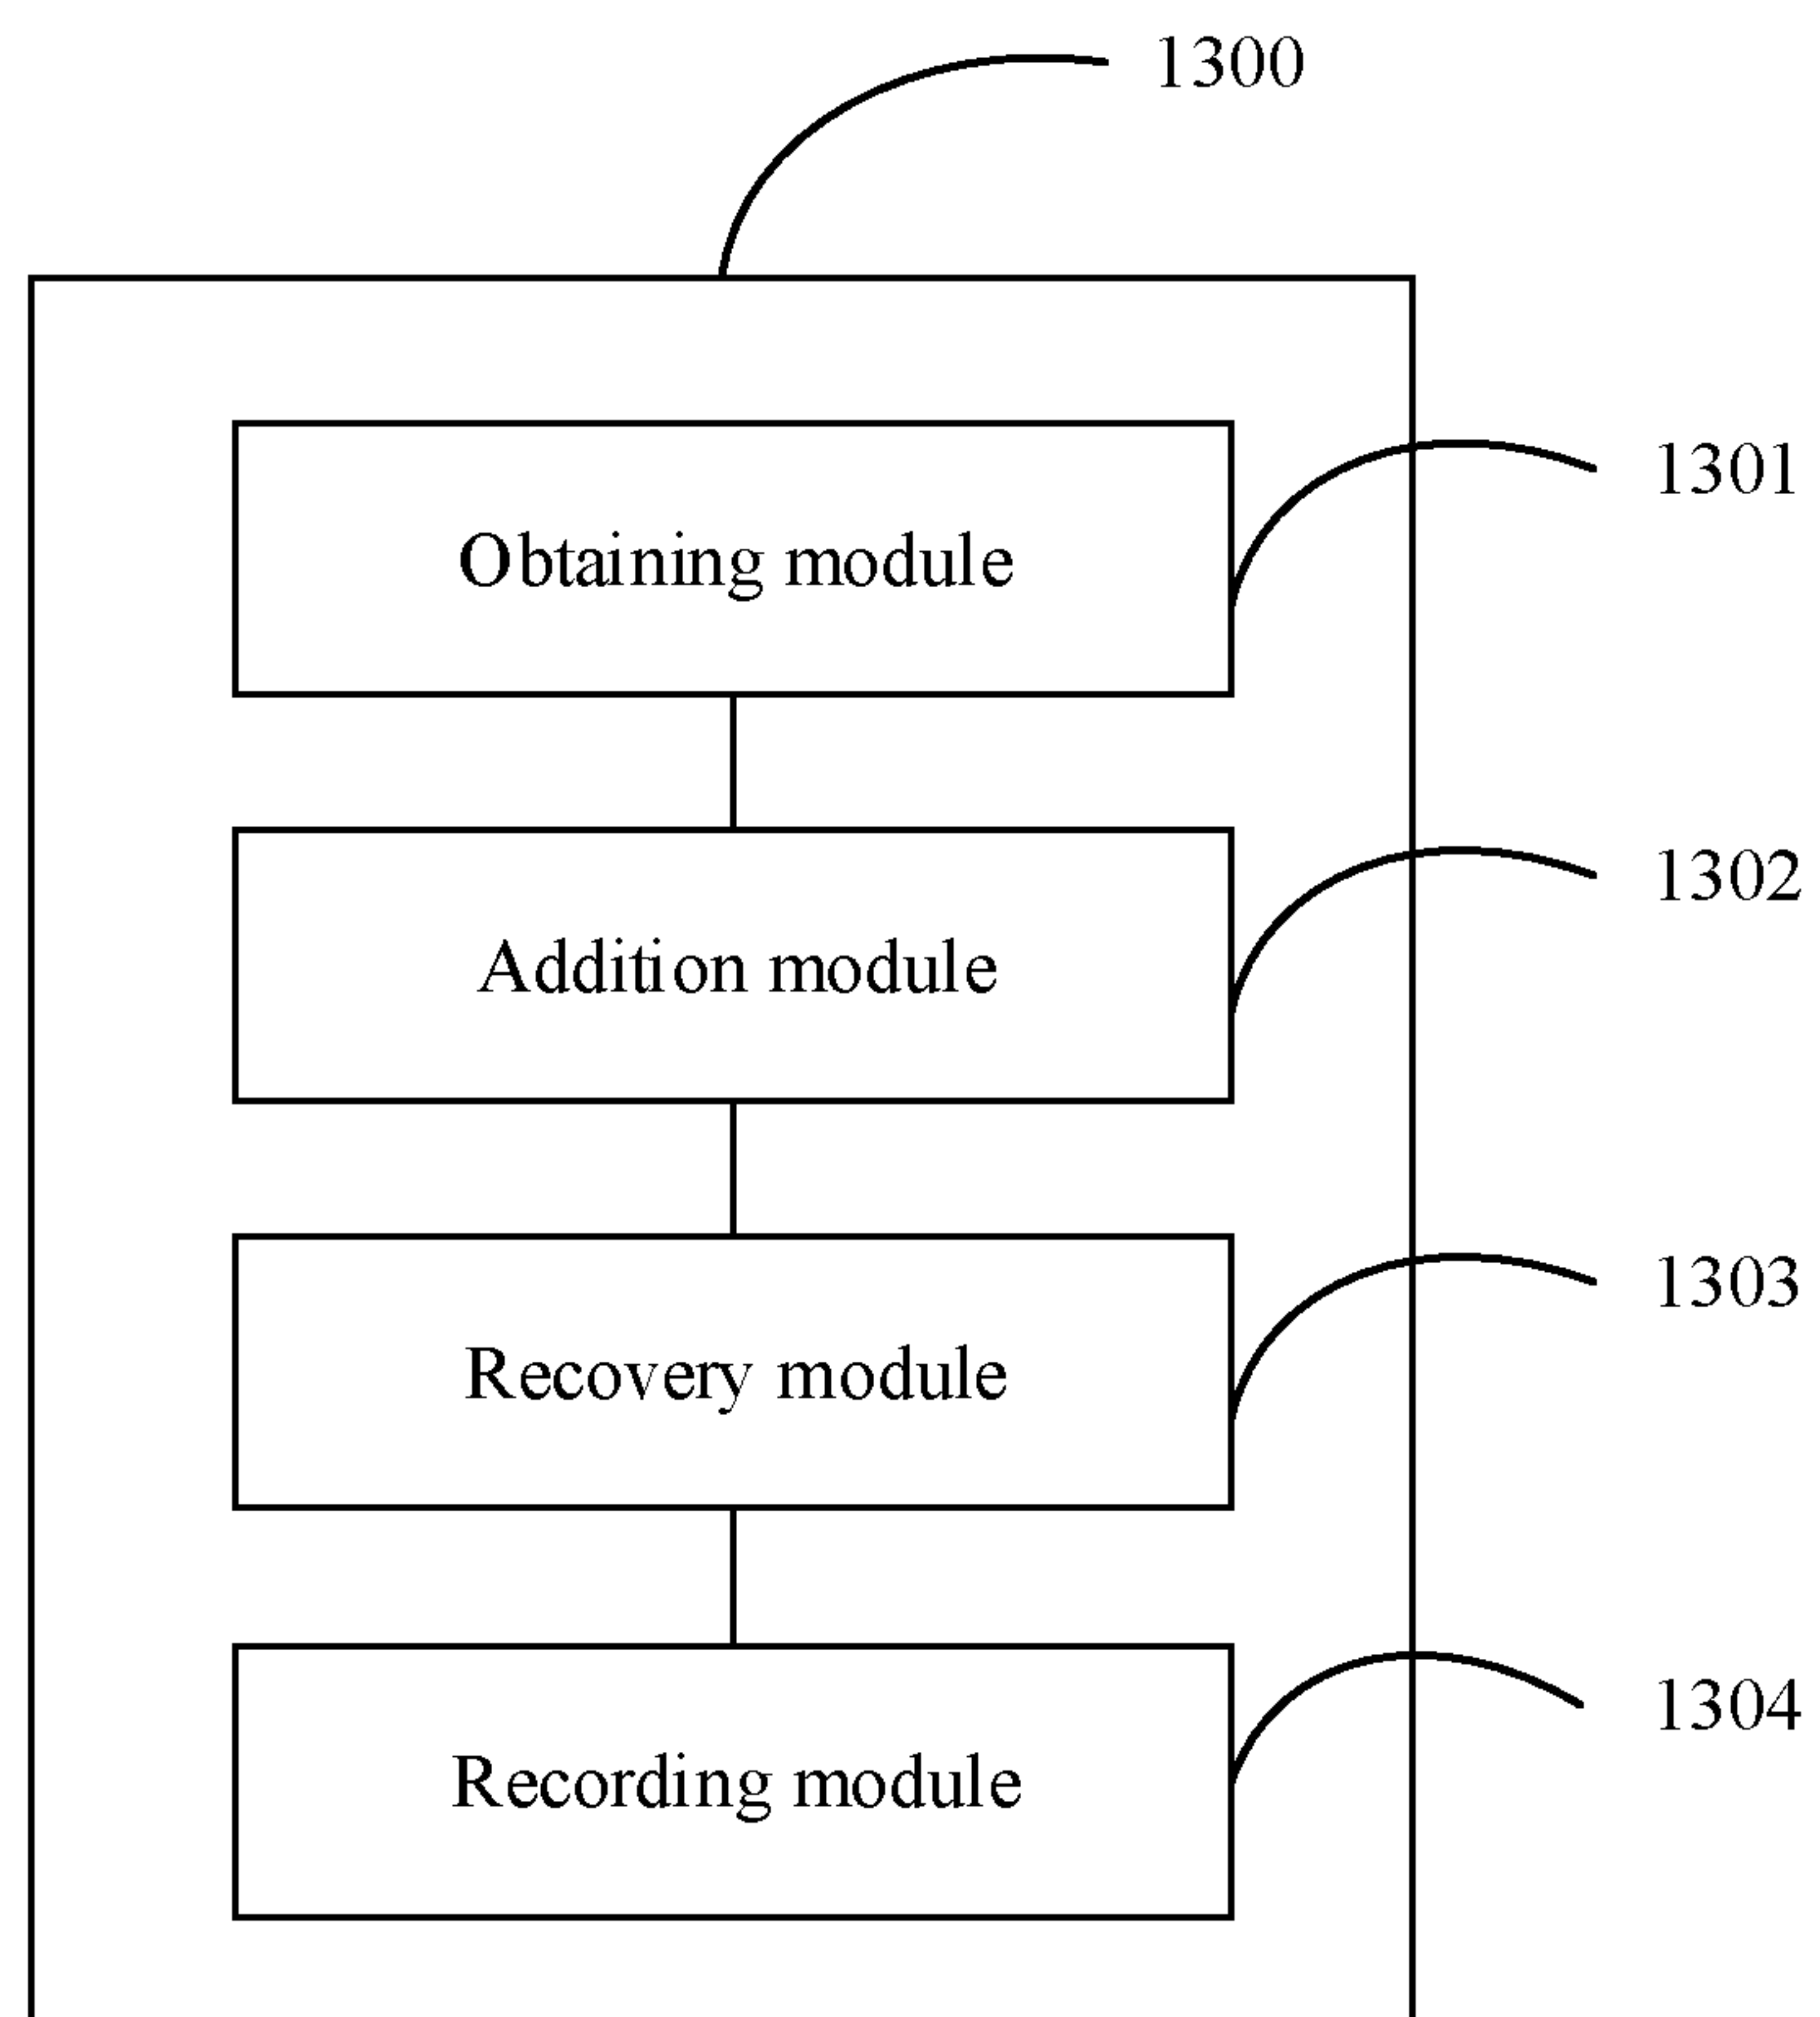 1300
1301
Obtaining module
1302
Addition module
1303
Recovery module
1304
Recording module